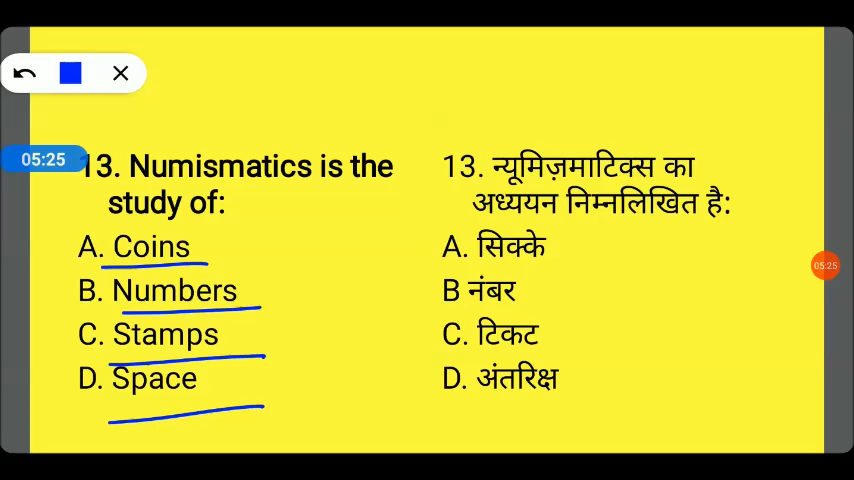 05:25
13. Numismatics is the
study of:
A. Coins
B. Numbers
C. Stamps
D. Space
13. न्यूमिज़माटिक्स का
अध्ययन निम्नलिखित है:
A. सिक्के
B नंबर
C. टिकट
D. अंतरिक्ष
05:25